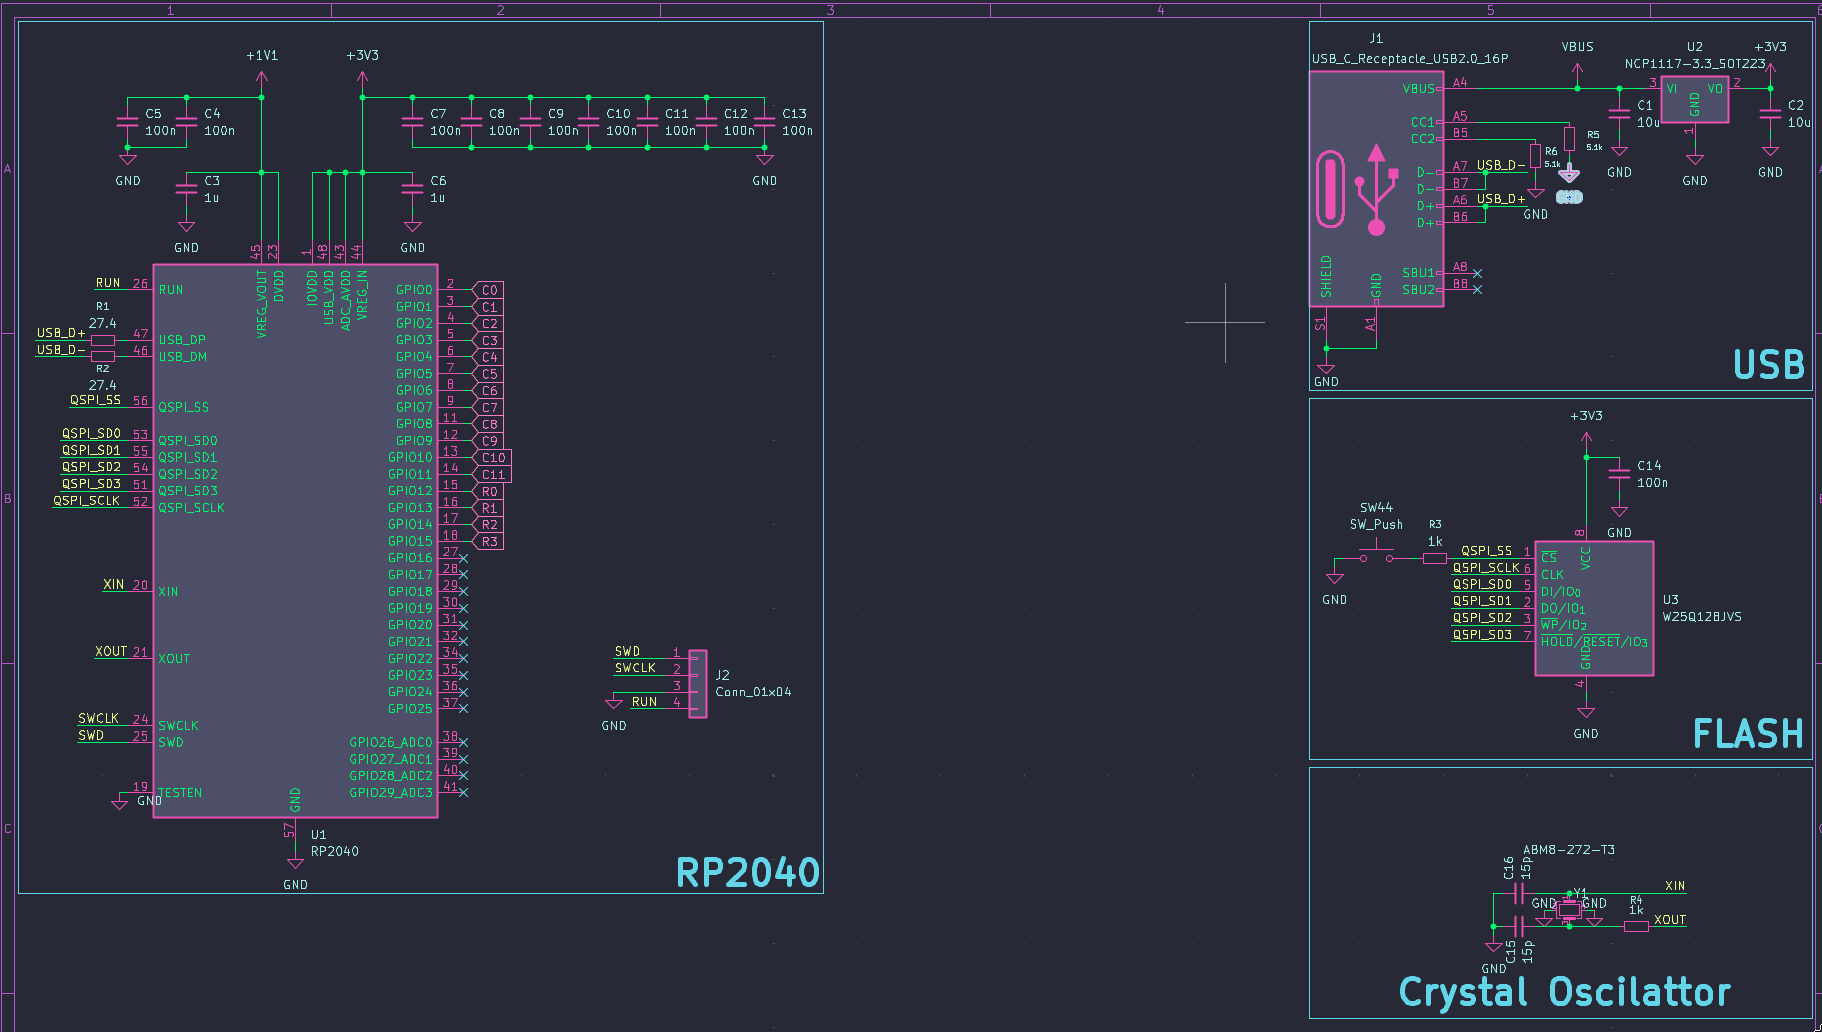 1 2 3 4 5 6
A
B
C
+1V1
+3V3
C5
100n
C4
100n
C7
100n
C8
100n
C9
100n
C10
100n
C11
100n
C12
100n
C13
100n
GND
GND
C3
1u
C6
1u
GND
GND
45 23 1 48 43 44
VREG_VOUT
DVDD
IOVDD
USB_VDD
ADC_AVDD
VREG_IN
RUN 26 RUN
R1
27.4
USB_D+ 47 USB_DP
USB_D- 46 USB_DM
R2
27.4
QSPI_SS 56 QSPI_SS
QSPI_SD0 53 QSPI_SD0
QSPI_SD1 55 QSPI_SD1
QSPI_SD2 54 QSPI_SD2
QSPI_SD3 51 QSPI_SD3
QSPI_SCLK 52 QSPI_SCLK
XIN 20 XIN
XOUT 21 XOUT
SWCLK 24 SWCLK
SWD 25 SWD
19 TESTEN
GND
GPIO0 2 C0
GPIO1 3 C1
GPIO2 4 C2
GPIO3 5 C3
GPIO4 6 C4
GPIO5 7 C5
GPIO6 8 C6
GPIO7 9 C7
GPIO8 11 C8
GPIO9 12 C9
GPIO10 13 C10
GPIO11 14 C11
GPIO12 15 R0
GPIO13 16 R1
GPIO14 17 R2
GPIO15 18 R3
GPIO16 27
GPIO17 28
GPIO18 29
GPIO19 30
GPIO20 31
GPIO21 32
GPIO22 34
GPIO23 35
GPIO24 36
GPIO25 37
GPIO26_ADC0 38
GPIO27_ADC1 39
GPIO28_ADC2 40
GPIO29_ADC3 41
GND
57
U1
RP2040
GND
SWD 1
SWCLK 2
3
RUN 4
GND
J2
Conn_01x04
RP2040
J1
USB_C_Receptacle_USB2.0_16P
VBUS A4
CC1 A5
CC2 B5
D- A7 USB_D-
D- B7
D+ A6 USB_D+
D+ B6
SBU1 A8
SBU2 B8
SHIELD
GND
S1
A1
GND
R5
5.1k
R6
5.1k
GND
GND
VBUS
C1
10u
GND
U2
NCP1117-3.3_SOT223
3 VI VO 2
GND
1
GND
+3V3
C2
10u
GND
USB
+3V3
C14
100n
GND
SW44
SW_Push
R3
1k
GND
QSPI_SS 1 CS
QSPI_SCLK 6 CLK
QSPI_SD0 5 DI/IO0
QSPI_SD1 2 DO/IO1
QSPI_SD2 3 WP/IO2
QSPI_SD3 7 HOLD/RESET/IO3
8
VCC
GND
4
U3
W25Q128JVS
GND
FLASH
ABM8-272-T3
C16
15p
Y1
GND
GND
XIN
R4
1k
XOUT
C15
15p
GND
Crystal Oscilattor